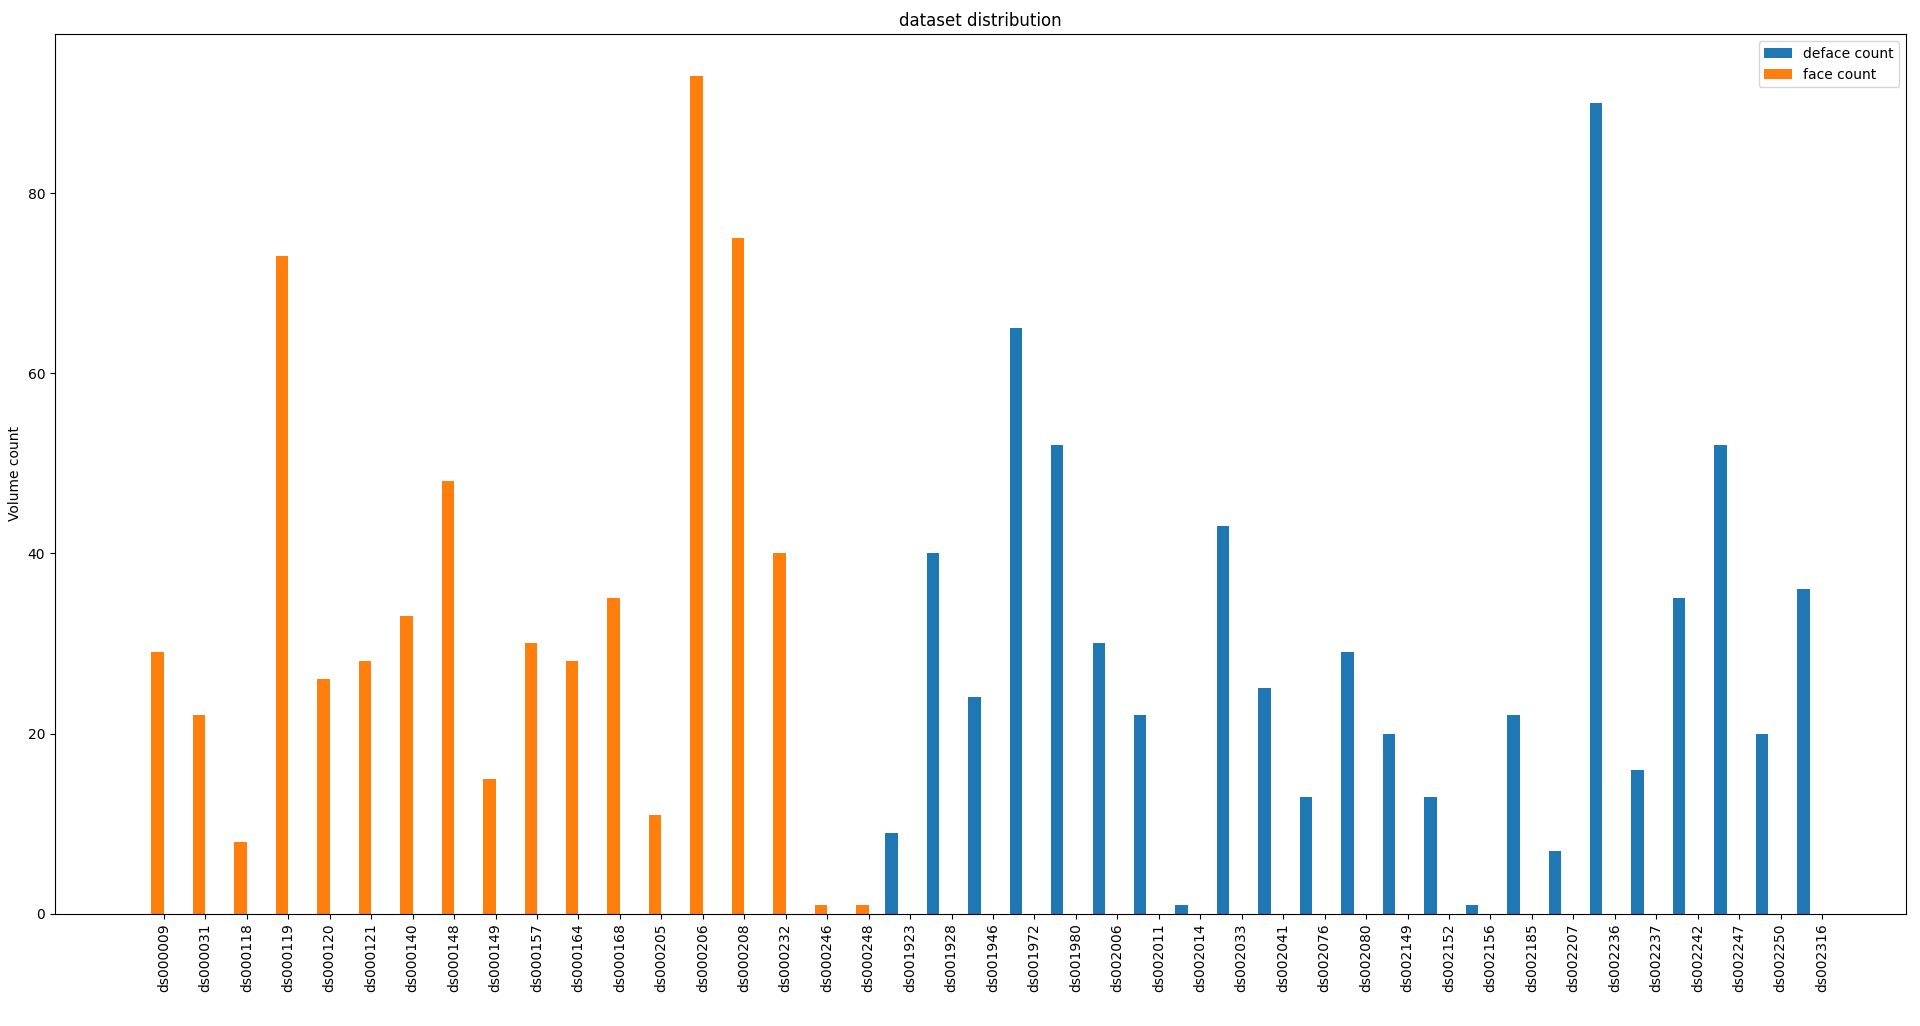 dataset distribution
deface count
face count
Volume count
80
60
40
20
0
ds000009
ds000031
ds000118
ds000119
ds000120
ds000121
ds000140
ds000148
ds000149
ds000157
ds000164
ds000168
ds000205
ds000206
ds000208
ds000232
ds000246
ds000248
ds001923
ds001928
ds001946
ds001972
ds001980
ds002006
ds002011
ds002014
ds002033
ds002041
ds002076
ds002080
ds002149
ds002152
ds002156
ds002185
ds002207
ds002236
ds002237
ds002242
ds002247
ds002250
ds002316